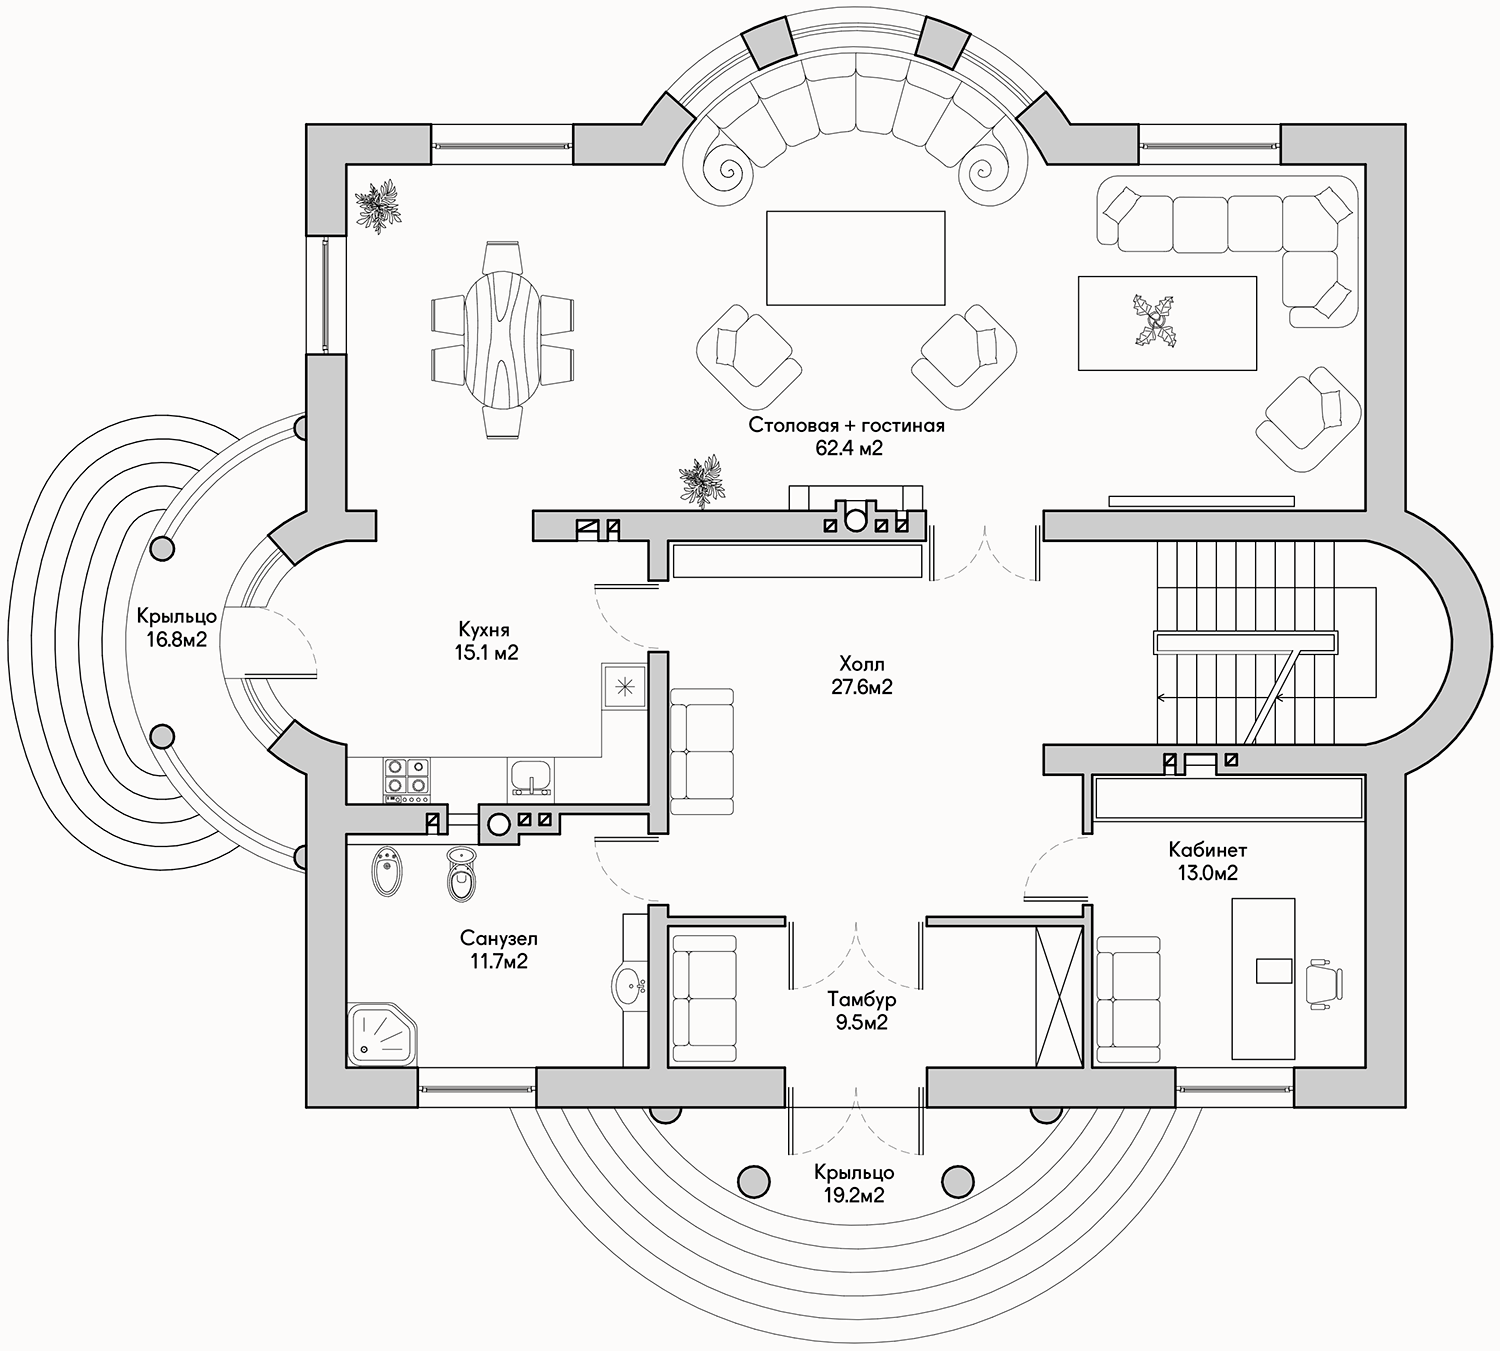 Столовая + гостиная
62.4 м2
Крыльцо
16.8м2
Кухня
15.1 м2
Холл
27.6м2
Кабинет
13.0м2
Санузел
11.7м2
Тамбур
9.5м2
Крыльцо
19.2м2